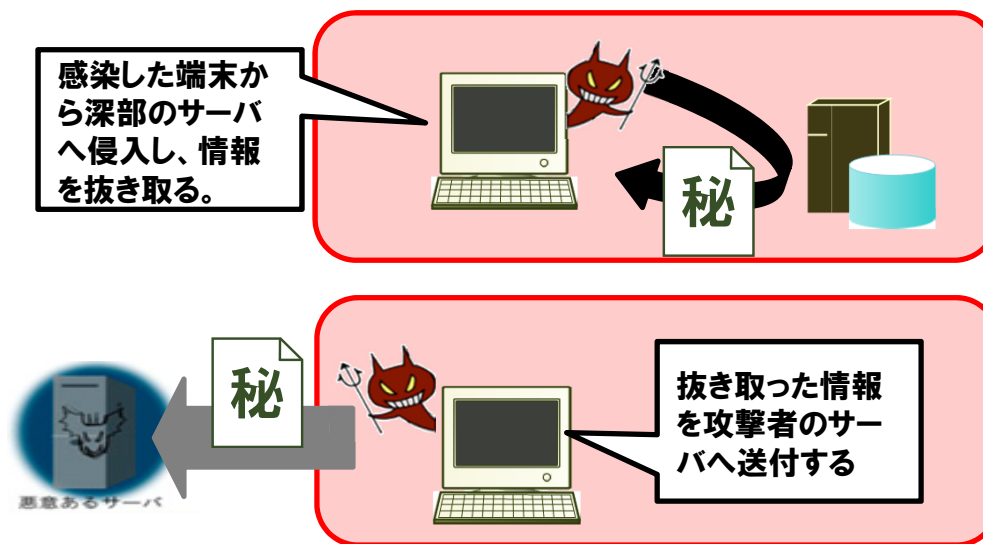 感染した端末か
ら深部のサーバ
へ侵入し、情報
を抜き取る。
秘
秘
抜き取った情報
を攻撃者のサー
バへ送付する
悪意あるサーバ